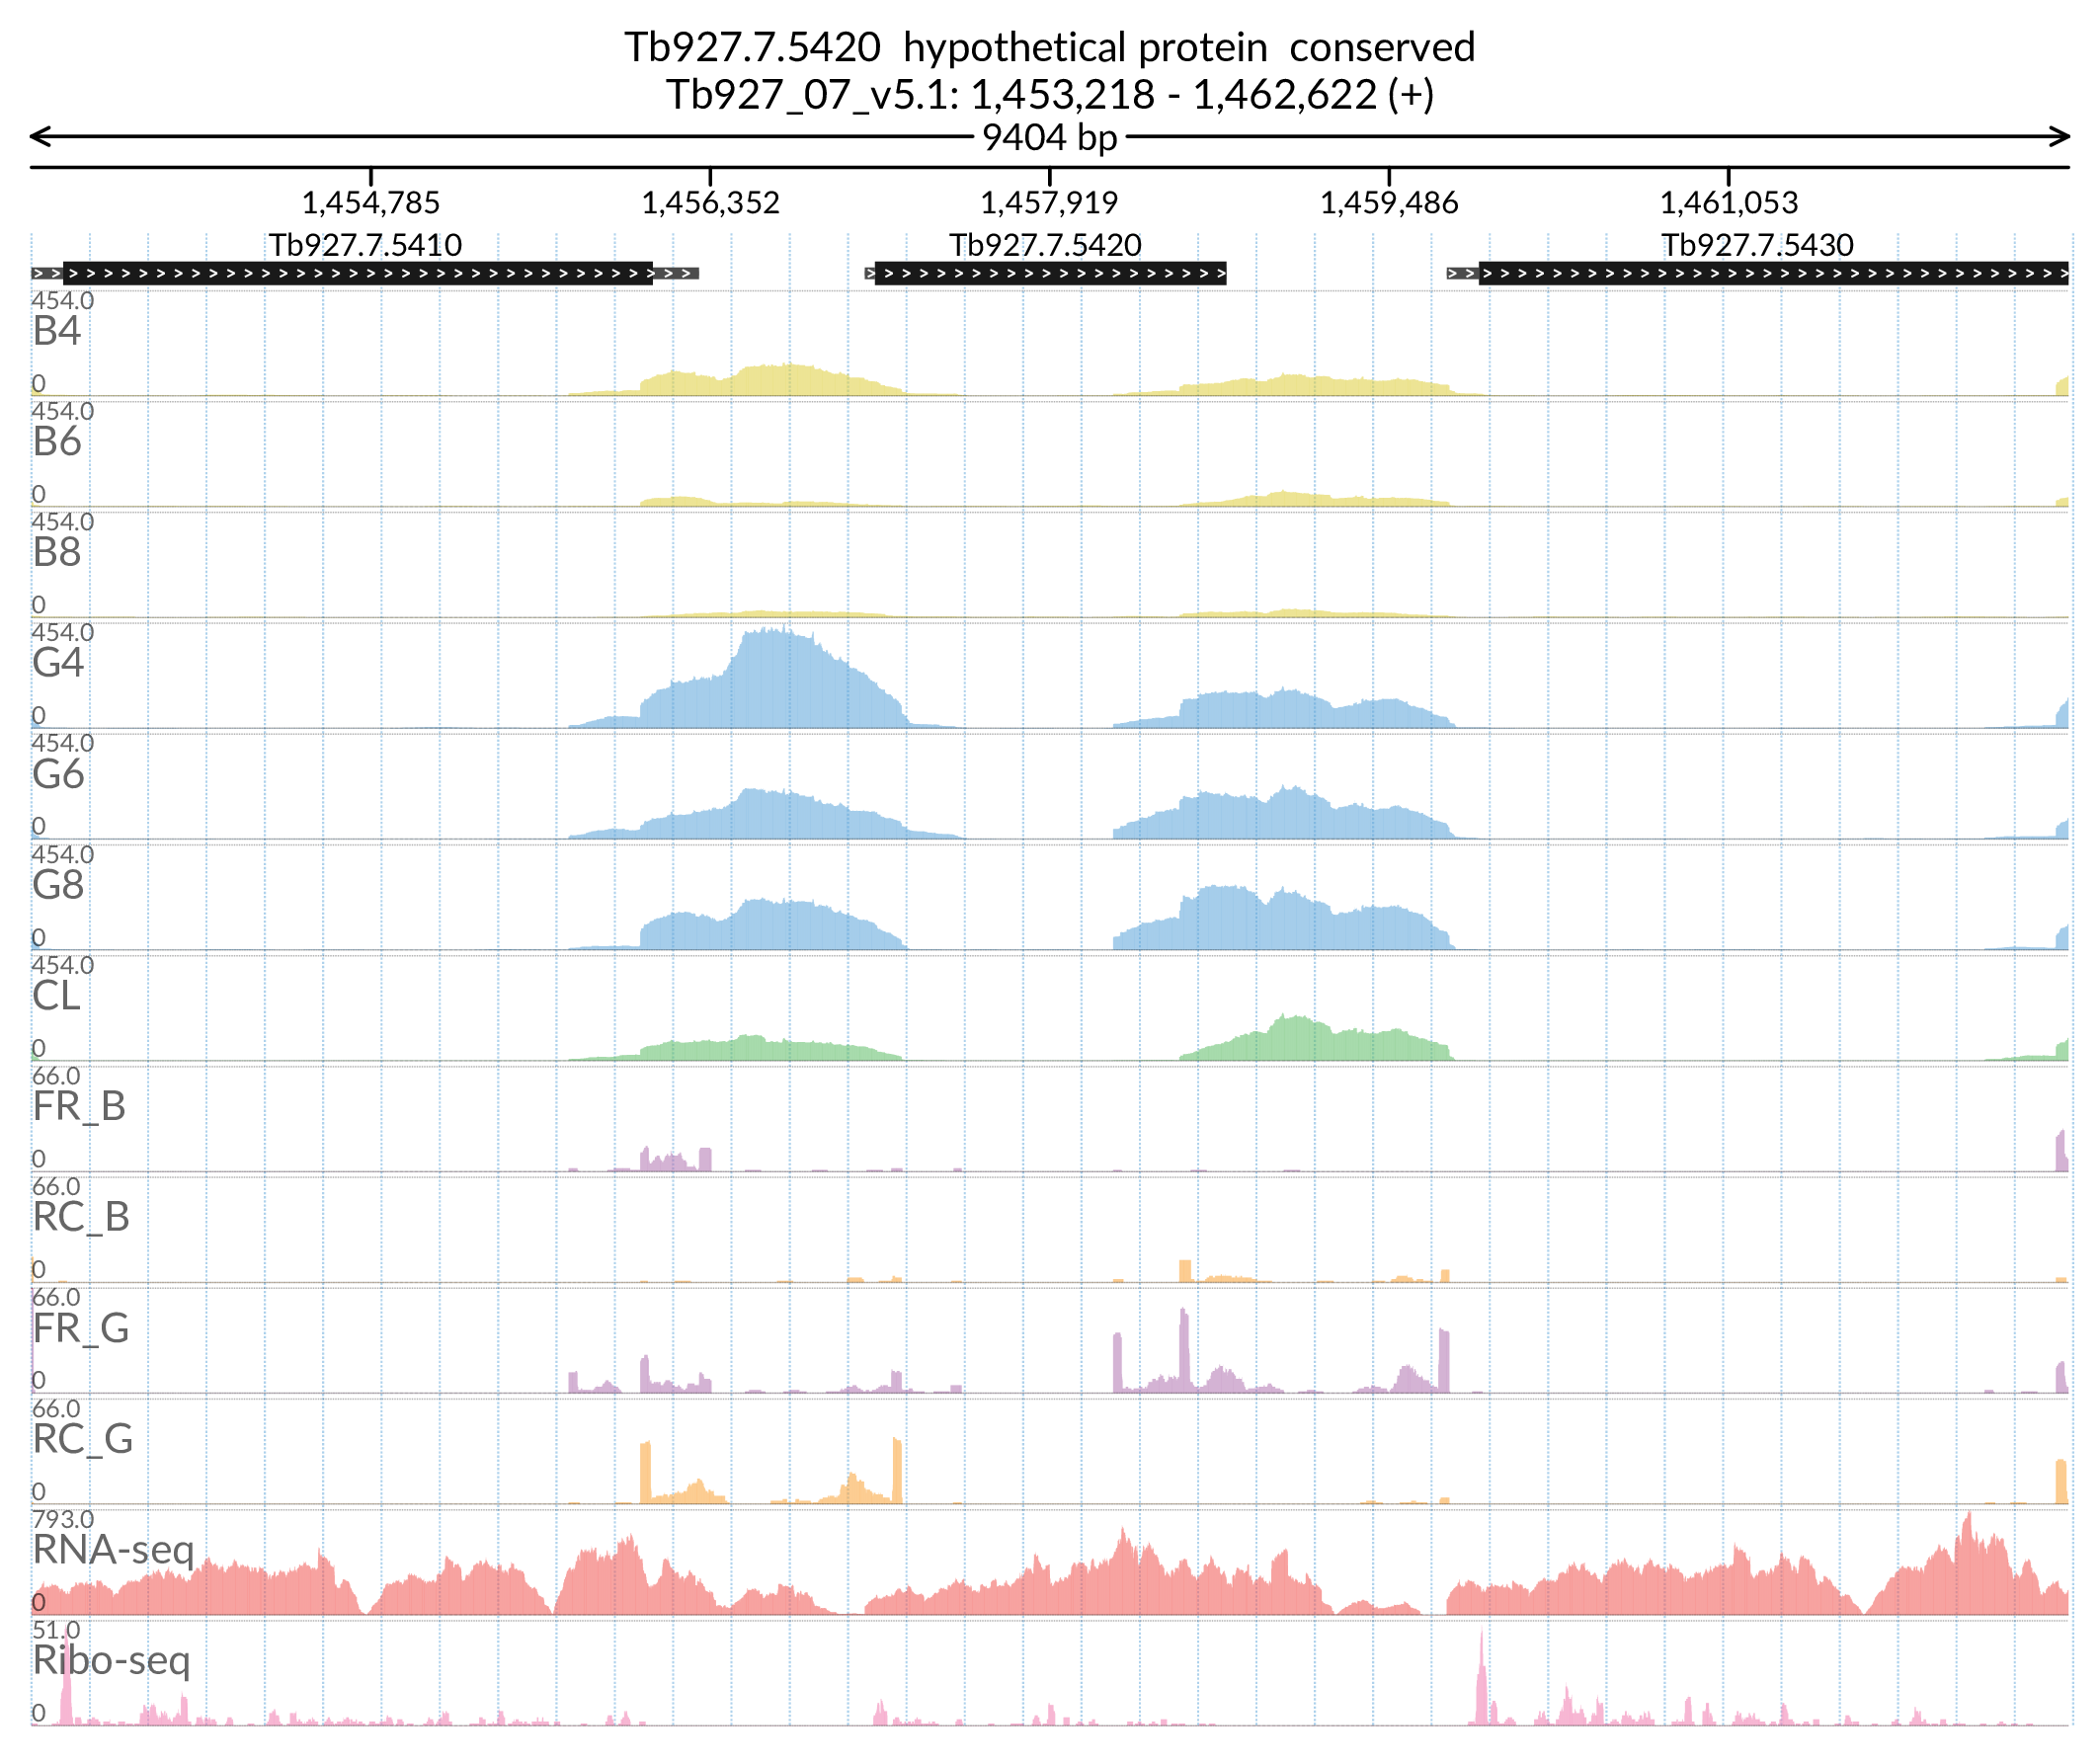 Tb927.7.5420  hypothetical protein  conserved
Tb927_07_v5.1: 1,453,218 - 1,462,622 (+)
9404 bp
1,454,785 1,456,352 1,457,919 1,459,486 1,461,053
Tb927.7.5410 Tb927.7.5420 Tb927.7.5430
454.0
B4
0
454.0
B6
0
454.0
B8
0
454.0
G4
0
454.0
G6
0
454.0
G8
0
454.0
CL
0
66.0
FR_B
0
66.0
RC_B
0
66.0
FR_G
0
66.0
RC_G
0
793.0
RNA-seq
0
51.0
Ribo-seq
0